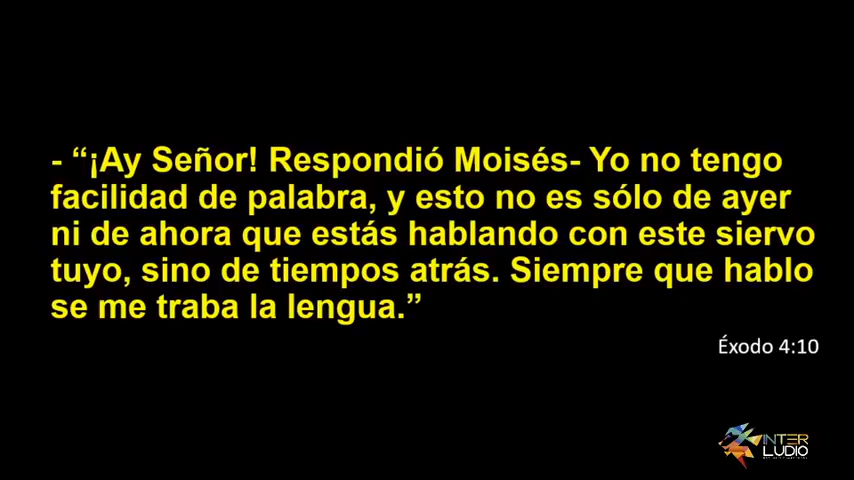 - “¡Ay Señor! Respondió Moisés- Yo no tengo
facilidad de palabra, y esto no es sólo de ayer
ni de ahora que estás hablando con este siervo
tuyo, sino de tiempos atrás. Siempre que hablo
se me traba la lengua.”
Éxodo 4:10
INTER
LUDIO